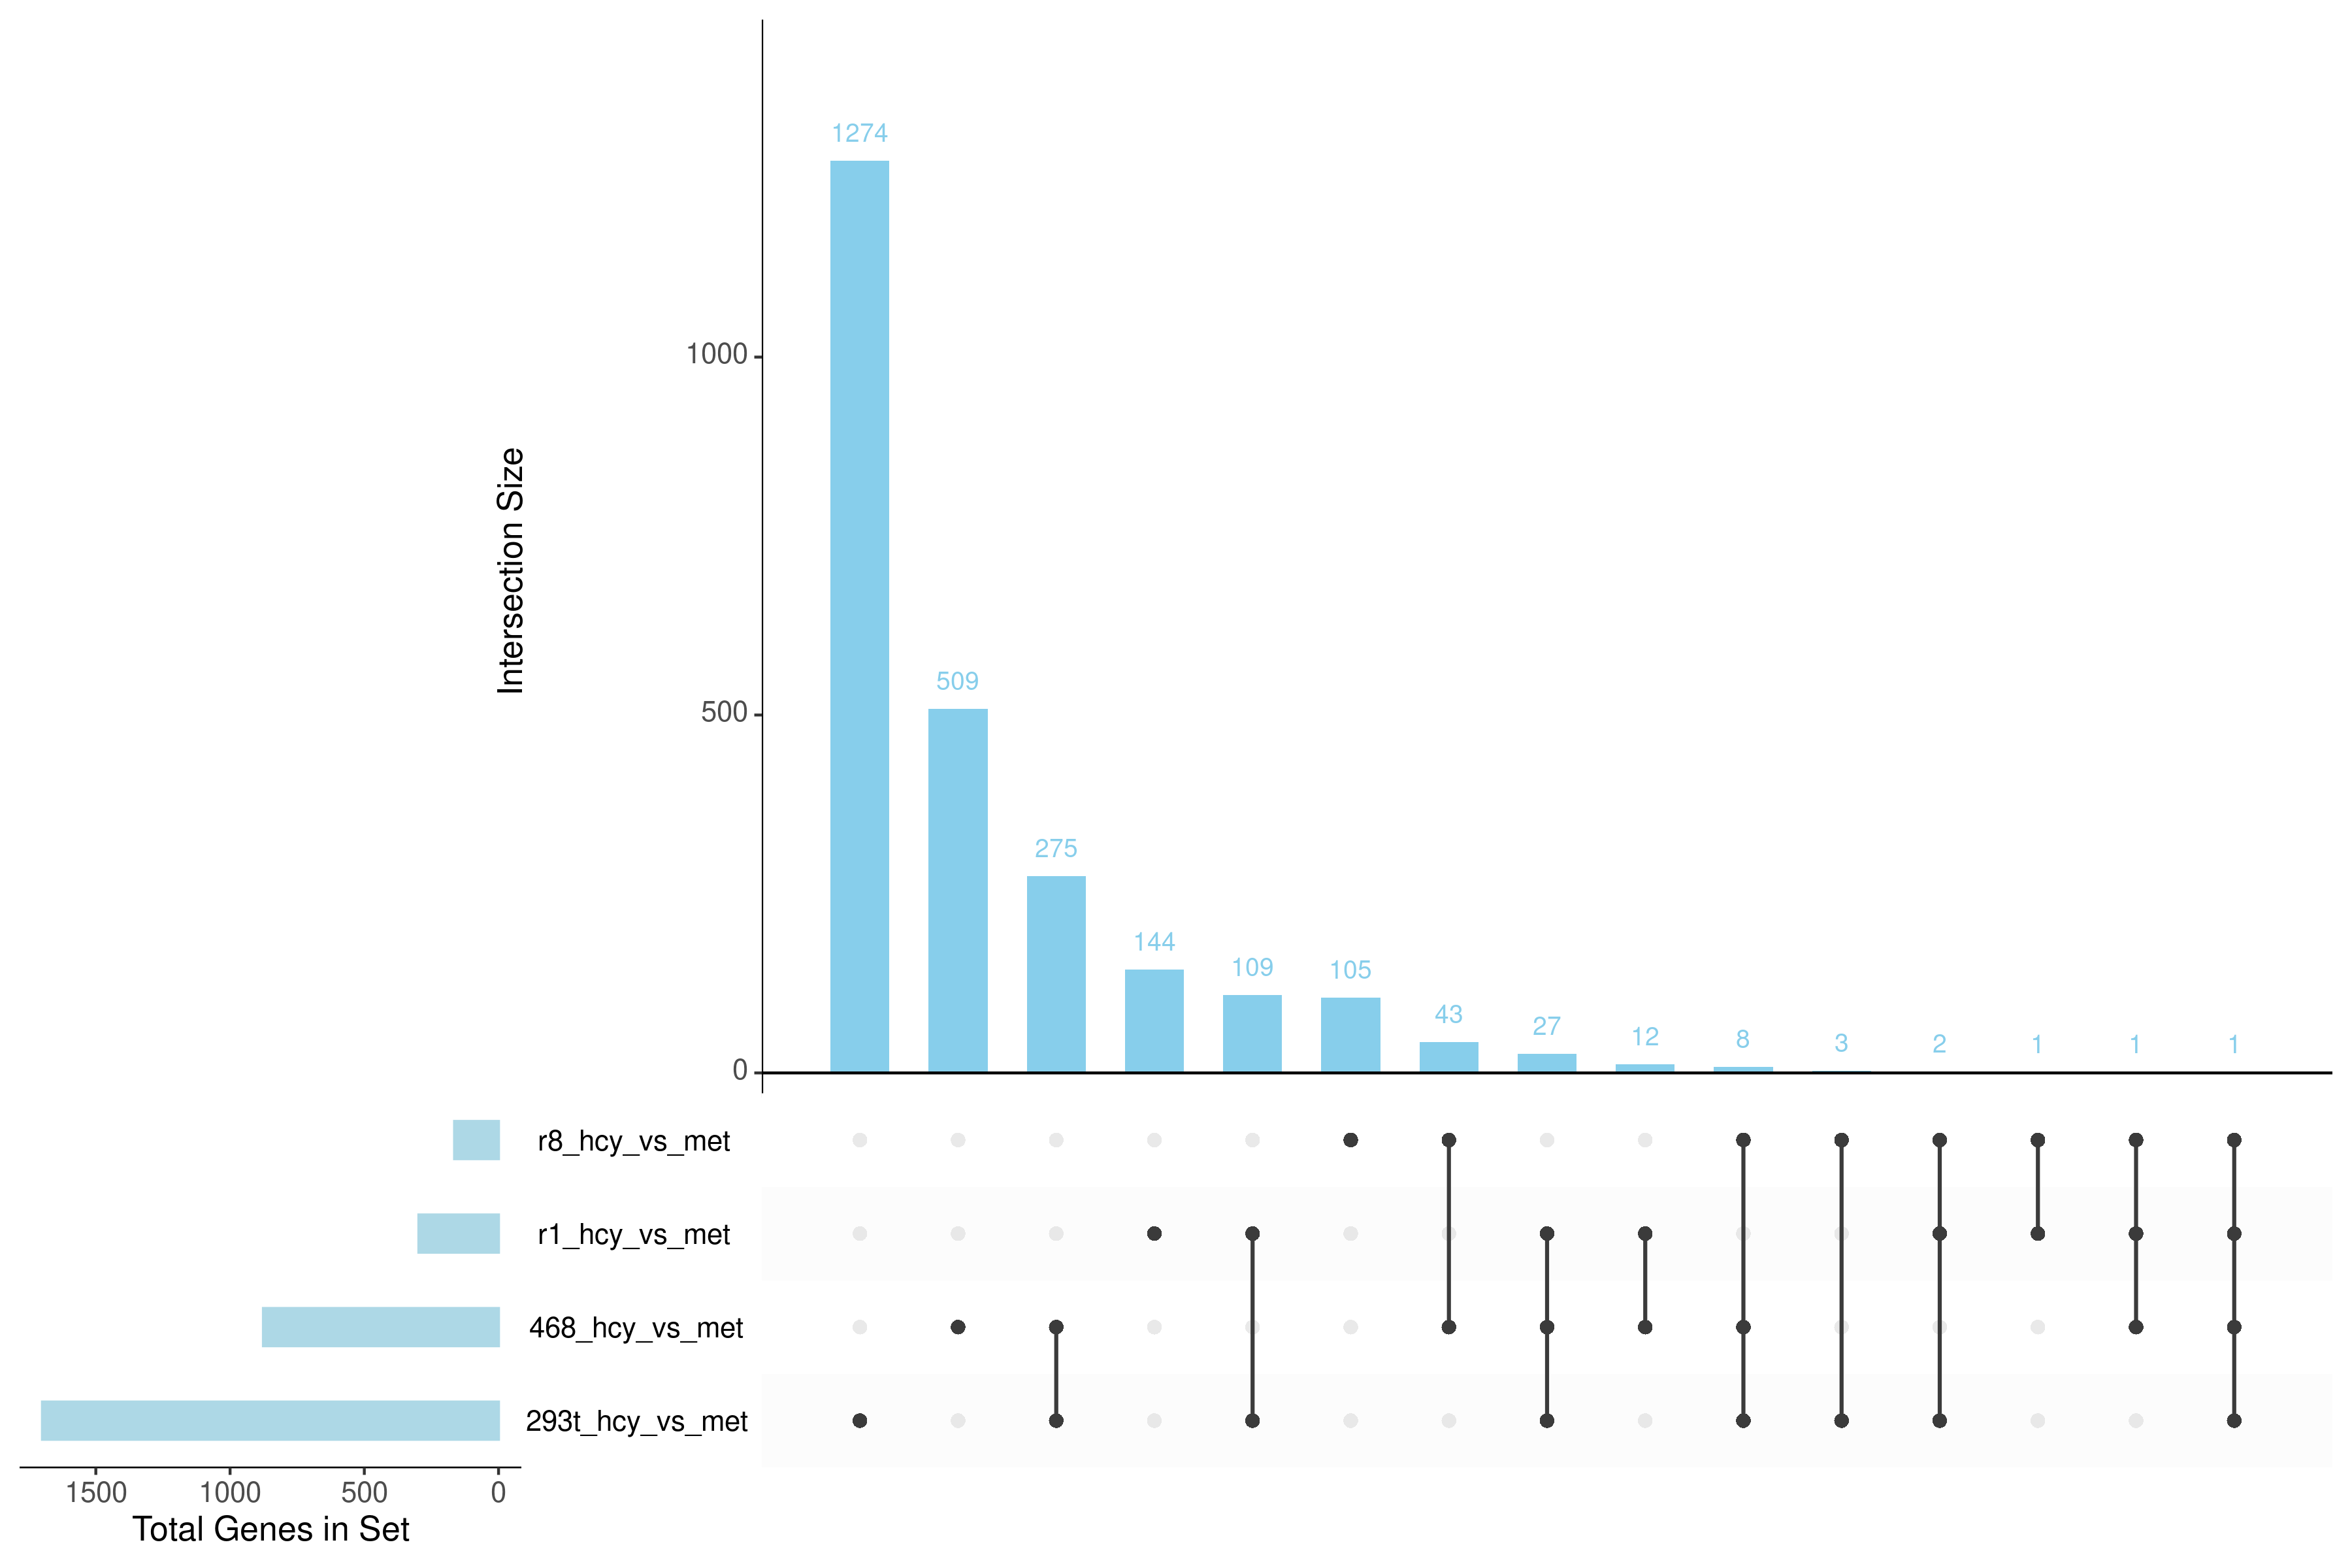 1274
1000
Intersection Size
509
500
275
144
109
105
43
27
12
8
3
2
1
1
1
0
r8_hcy_vs_met
r1_hcy_vs_met
468_hcy_vs_met
293t_hcy_vs_met
1500 1000 500 0
Total Genes in Set